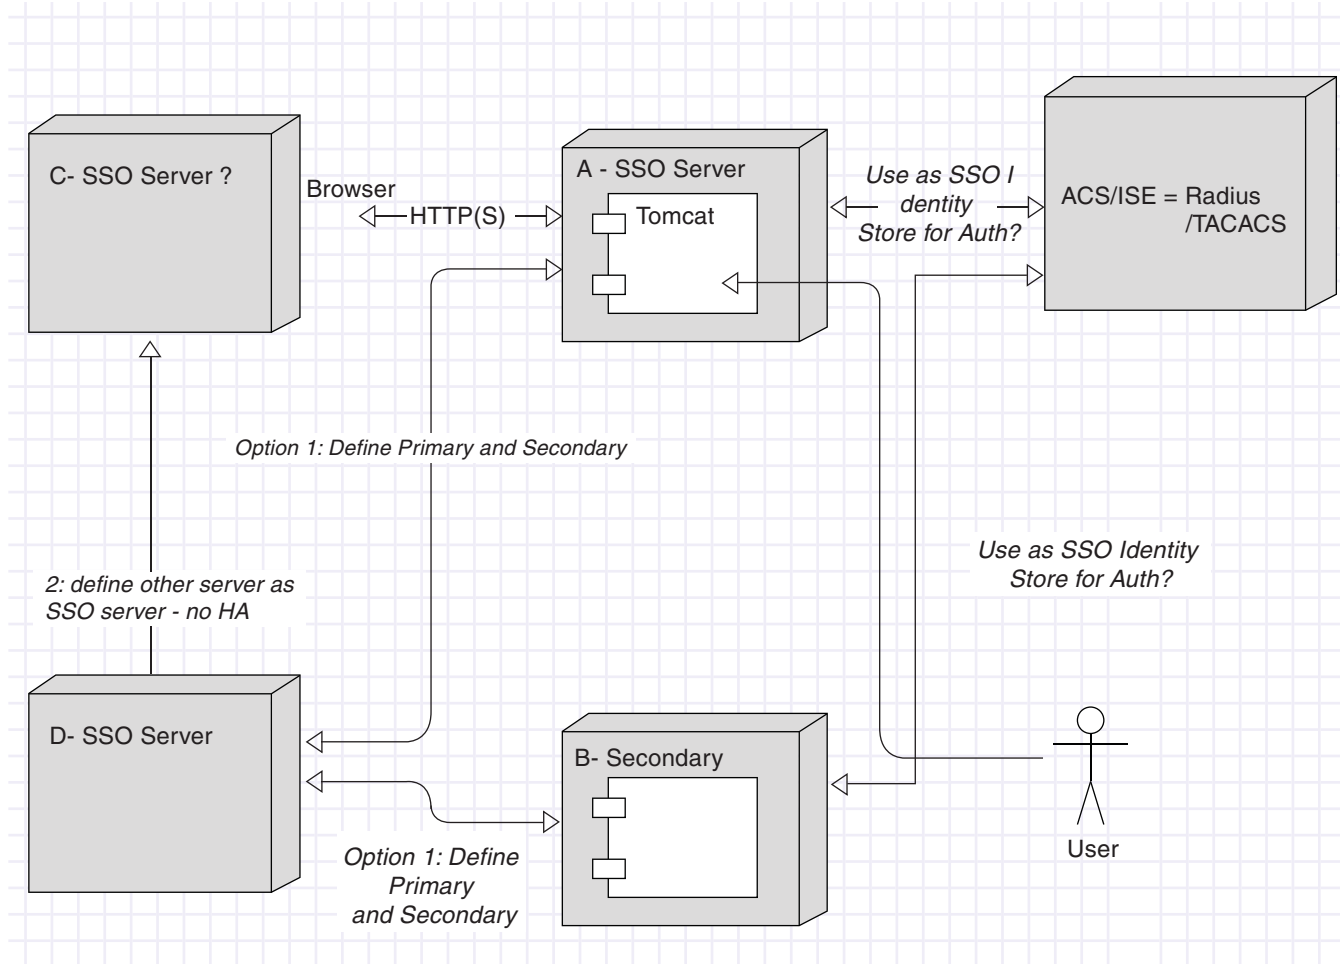 C- SSO Server ?
Browser
HTTP(S)
A - SSO Server
Tomcat
Use as SSO I
dentity
Store for Auth?
ACS/ISE = Radius
/TACACS
Option 1: Define Primary and Secondary
2: define other server as
SSO server - no HA
Use as SSO Identity
Store for Auth?
D- SSO Server
B- Secondary
Option 1: Define
Primary
and Secondary
User